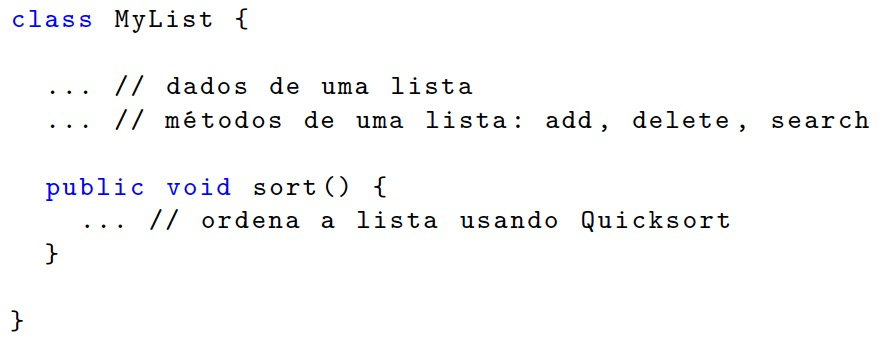 class MyList {
... // dados de uma lista
... // métodos de uma lista: add, delete, search
public void sort() {
... // ordena a lista usando Quicksort
}
}